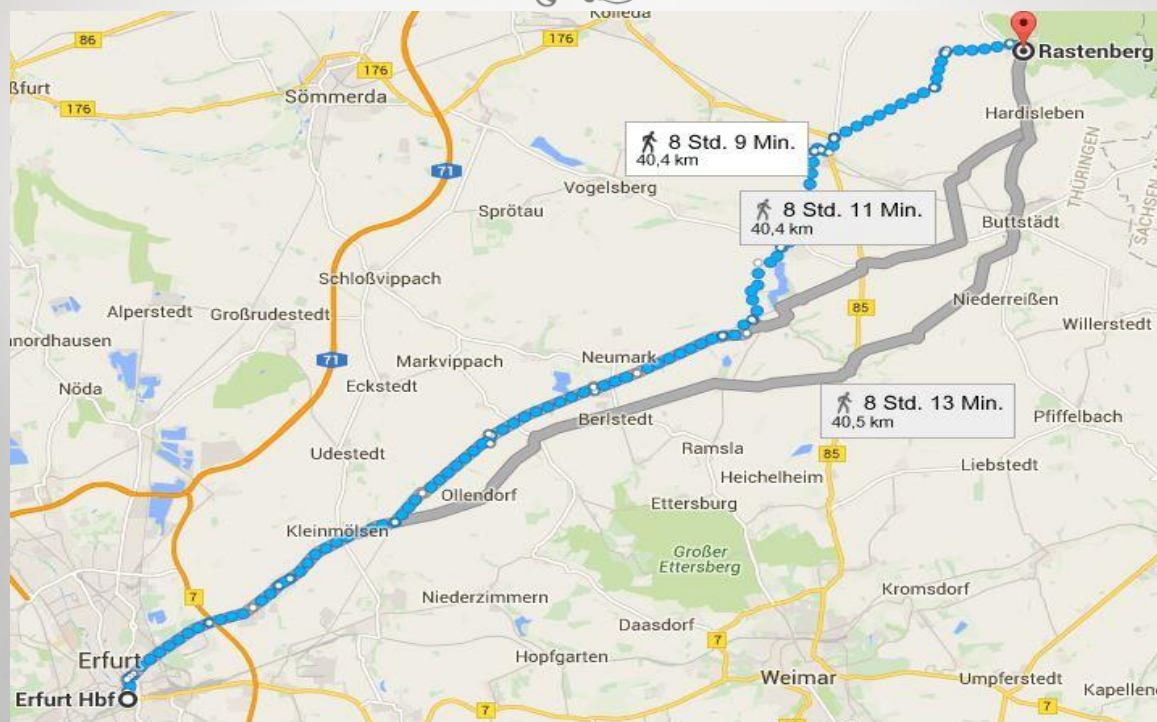 Kölleda
86
176
Rastenberg
ßfurt
176
176
Sömmerda
Hardisleben
8 Std. 9 Min.
40,4 km
THÜRINGEN
71
Vogelsberg
8 Std. 11 Min.
40,4 km
Sprötau
Buttstädt
SACHSEN-AN
Schloßvippach
Alperstedt
Großrudestedt
85
Niederreißen
Willerstedt
nnordhausen
Markvippach
Neumark
71
Nöda
Eckstedt
8 Std. 13 Min.
40,5 km
Berlstedt
Pfiffelbach
Udestedt
Ramsla
85
Liebstedt
Heichelheim
Ollendorf
Ettersburg
Kleinmölsen
Großer
Ettersberg
7
Niederzimmern
Kromsdorf
Daasdorf
7
Erfurt
Hopfgarten
Weimar
Umpferstedt
Erfurt Hbf
Kapellend
7
7